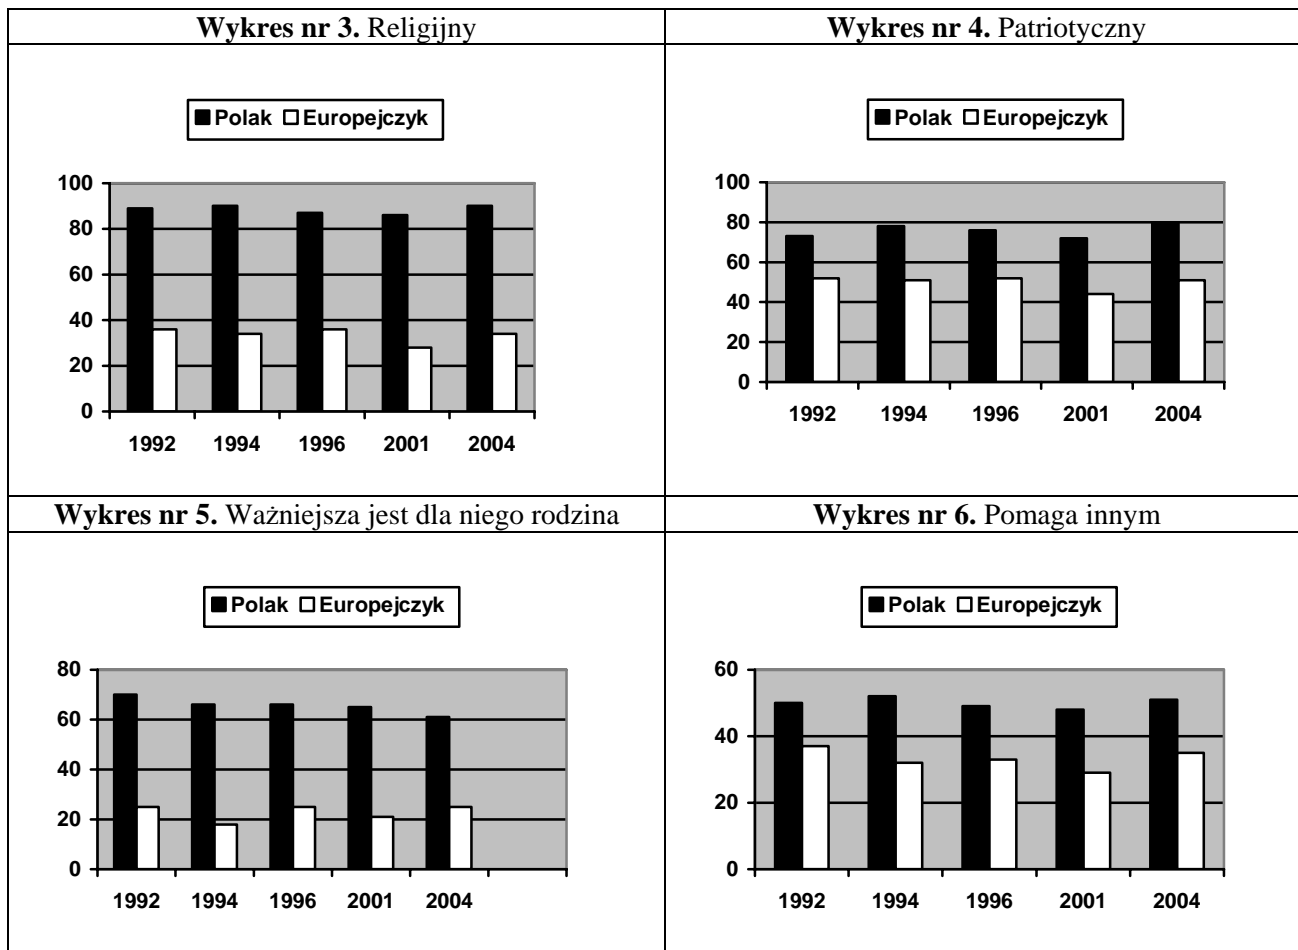 Wykres nr 3. Religijny
Polak Europejczyk
100
80
60
40
20
0
1992 1994 1996 2001 2004
Wykres nr 4. Patriotyczny
Polak Europejczyk
100
80
60
40
20
0
1992 1994 1996 2001 2004
Wykres nr 5. Ważniejsza jest dla niego rodzina
Polak Europejczyk
80
60
40
20
0
1992 1994 1996 2001 2004
Wykres nr 6. Pomaga innym
Polak Europejczyk
60
40
20
0
1992 1994 1996 2001 2004